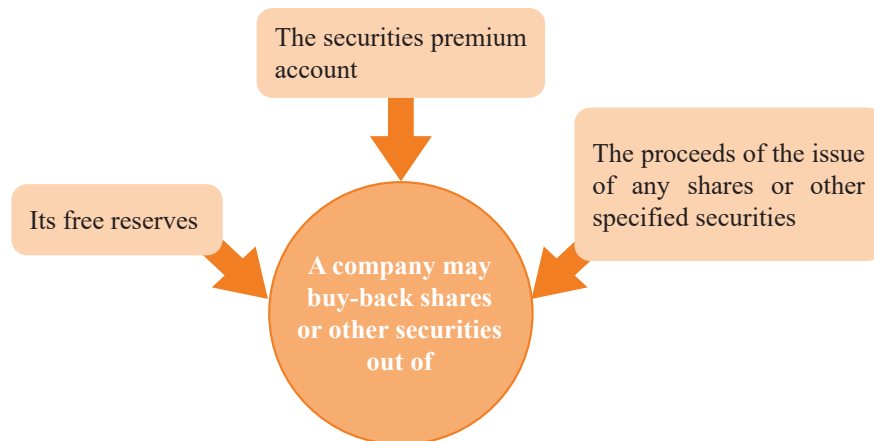 The securities premium
account
The proceeds of the issue
of any shares or other
specified securities
Its free reserves
A company may
buy-back shares
or other securities
out of